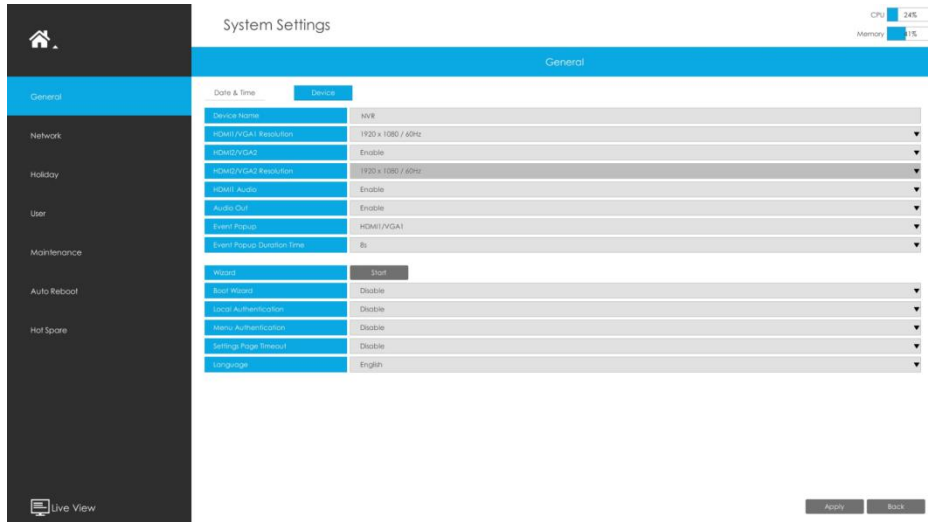 System Settings
CPU 24%
Memory 41%
General
General
Network
Holiday
User
Maintenance
Auto Reboot
Hot Spare
Live View
Date & Time Device
Device Name NVR
HDMI1/VGA1 Resolution 1920 x 1080 / 60Hz
HDMI2/VGA2 Enable
HDMI2/VGA2 Resolution 1920 x 1080 / 60Hz
HDMI1 Audio Enable
Audio Out Enable
Event Popup HDMI1/VGA1
Event Popup Duration Time 8s
Wizard Start
Boot Wizard Disable
Local Authentication Disable
Menu Authentication Disable
Settings Page Timeout Disable
Language English
Apply Back